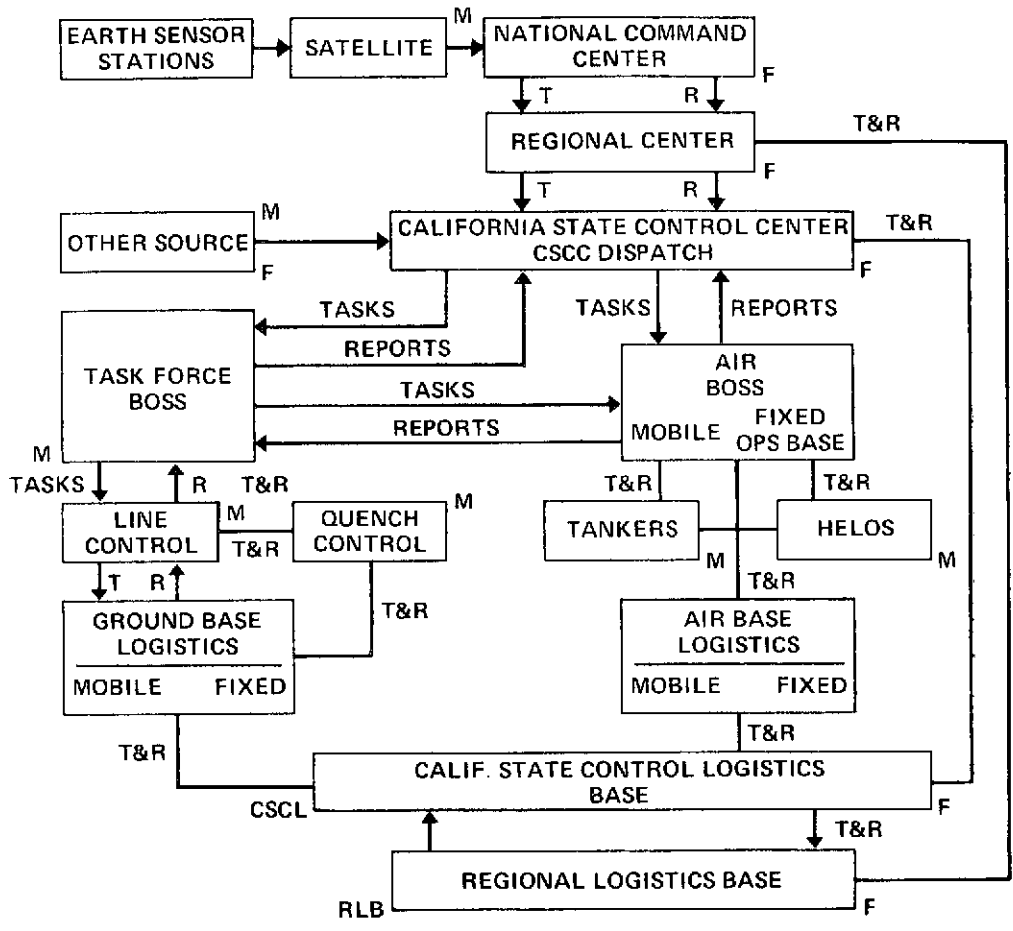 EARTH SENSOR
STATIONS
SATELLITE
M
NATIONAL COMMAND
CENTER
F
T
R
REGIONAL CENTER
T&R
F
T
R
OTHER SOURCE
M
F
CALIFORNIA STATE CONTROL CENTER
CSCC DISPATCH
T&R
F
TASKS
REPORTS
TASKS
REPORTS
TASK FORCE
BOSS
M
TASKS
REPORTS
AIR
BOSS
MOBILE
FIXED
OPS BASE
TASKS
R
T&R
T&R
T&R
LINE
CONTROL
M
T&R
QUENCH
CONTROL
M
TANKERS
M
HELOS
M
T
R
T&R
T&R
GROUND BASE
LOGISTICS
MOBILE
FIXED
AIR BASE
LOGISTICS
MOBILE
FIXED
T&R
T&R
CALIF. STATE CONTROL LOGISTICS
BASE
CSCL
F
T&R
REGIONAL LOGISTICS BASE
RLB
F